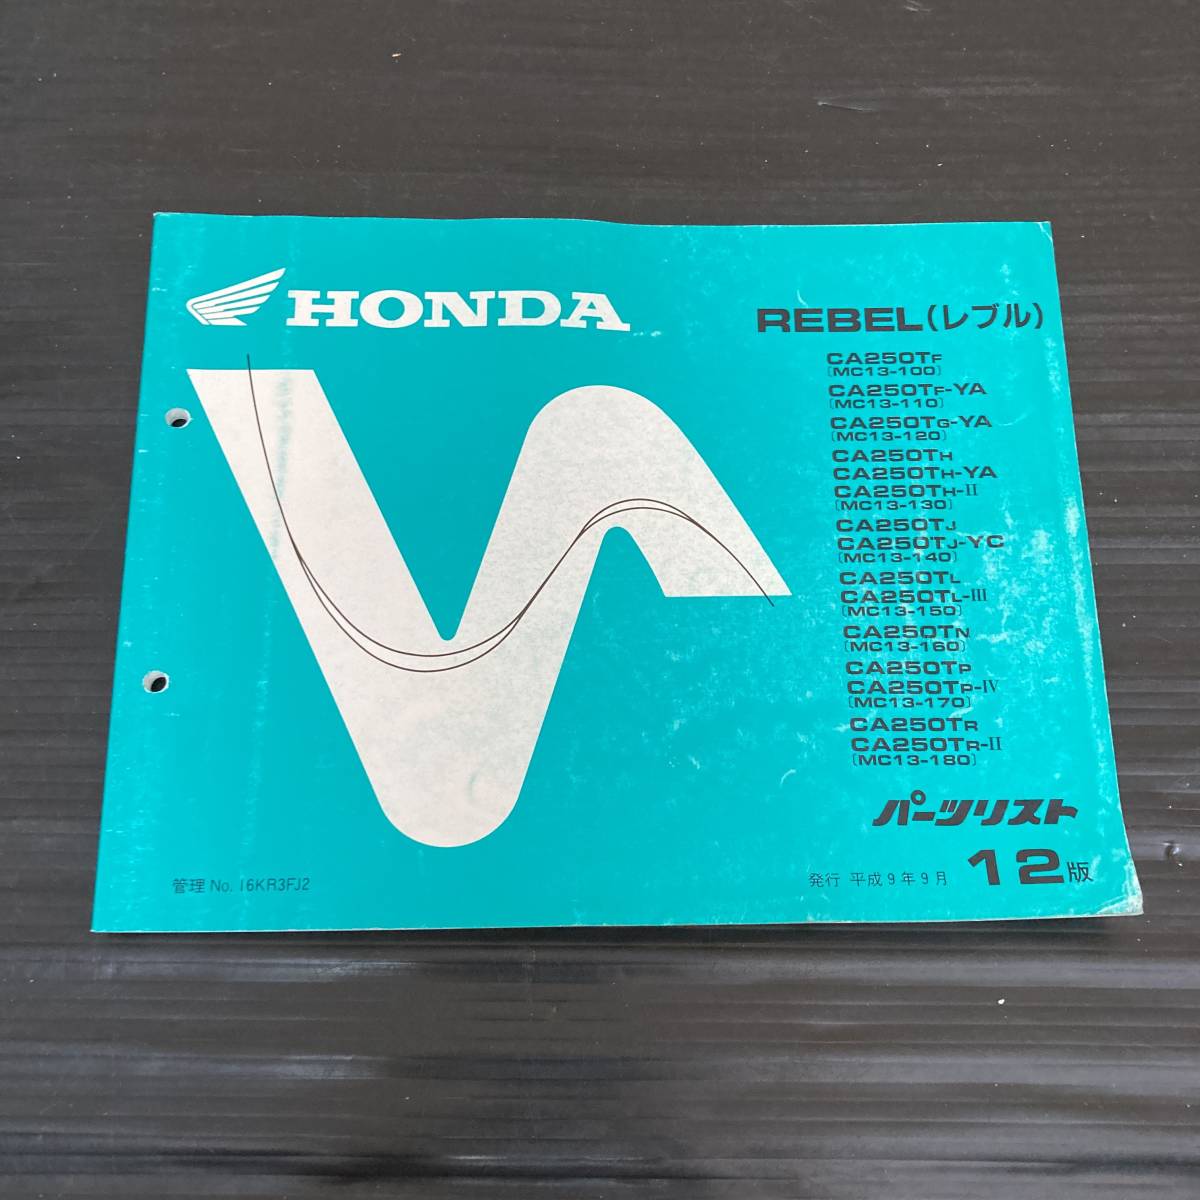 HONDA
REBEL(レブル)
CA250TF
(MC13-100)
CA250TF-YA
(MC13-110)
CA250TG-YA
(MC13-120)
CA250TH
CA250TH-YA
CA250TH-II
(MC13-130)
CA250TJ
CA250TJ-YC
(MC13-140)
CA250TL
CA250TL-III
(MC13-150)
CA250TN
(MC13-160)
CA250TP
CA250TP-IV
(MC13-170)
CA250TR
CA250TR-II
(MC13-180)
パーツリスト
管理 No. 16KR3FJ2
発行 平成9年9月 12版